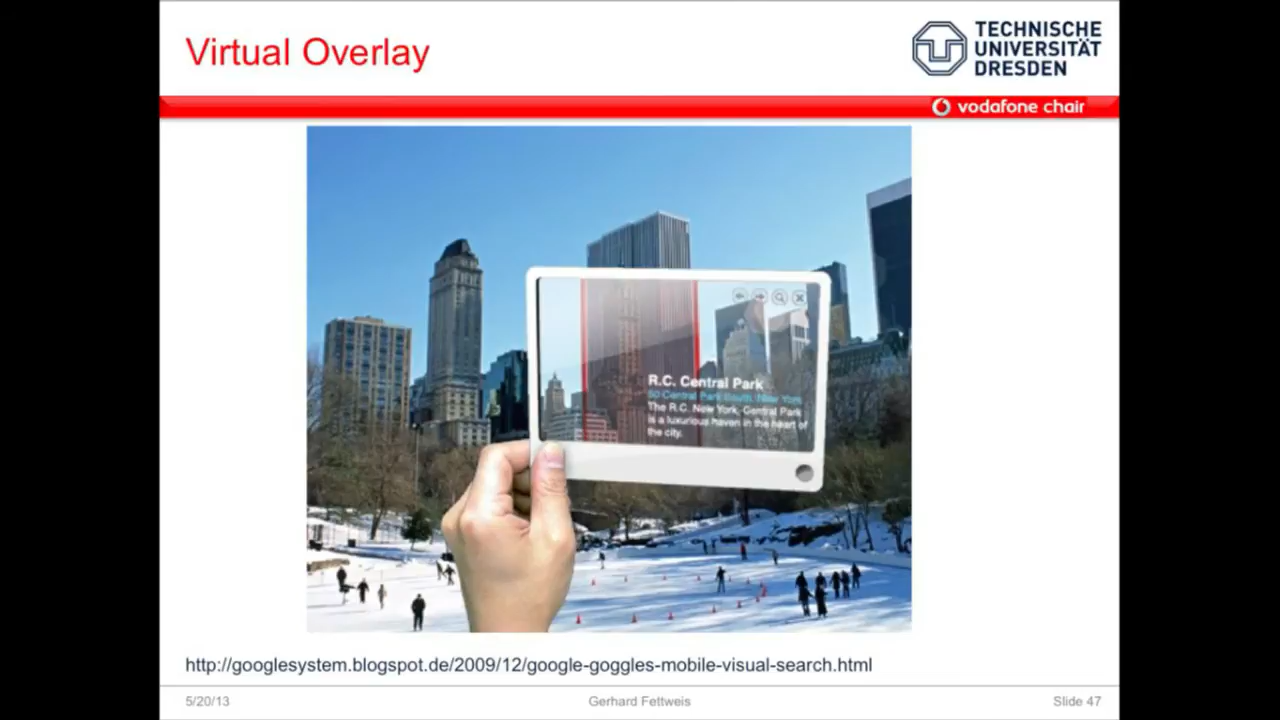 Virtual Overlay
TECHNISCHE
UNIVERSITÄT
DRESDEN
vodafone chair
R.C. Central Park
50 Central Park South, New York
The R.C. New York, Central Park
is a luxurious haven in the heart of
the city.
http://googlesystem.blogspot.de/2009/12/google-goggles-mobile-visual-search.html
5/20/13
Gerhard Fettweis
Slide 47